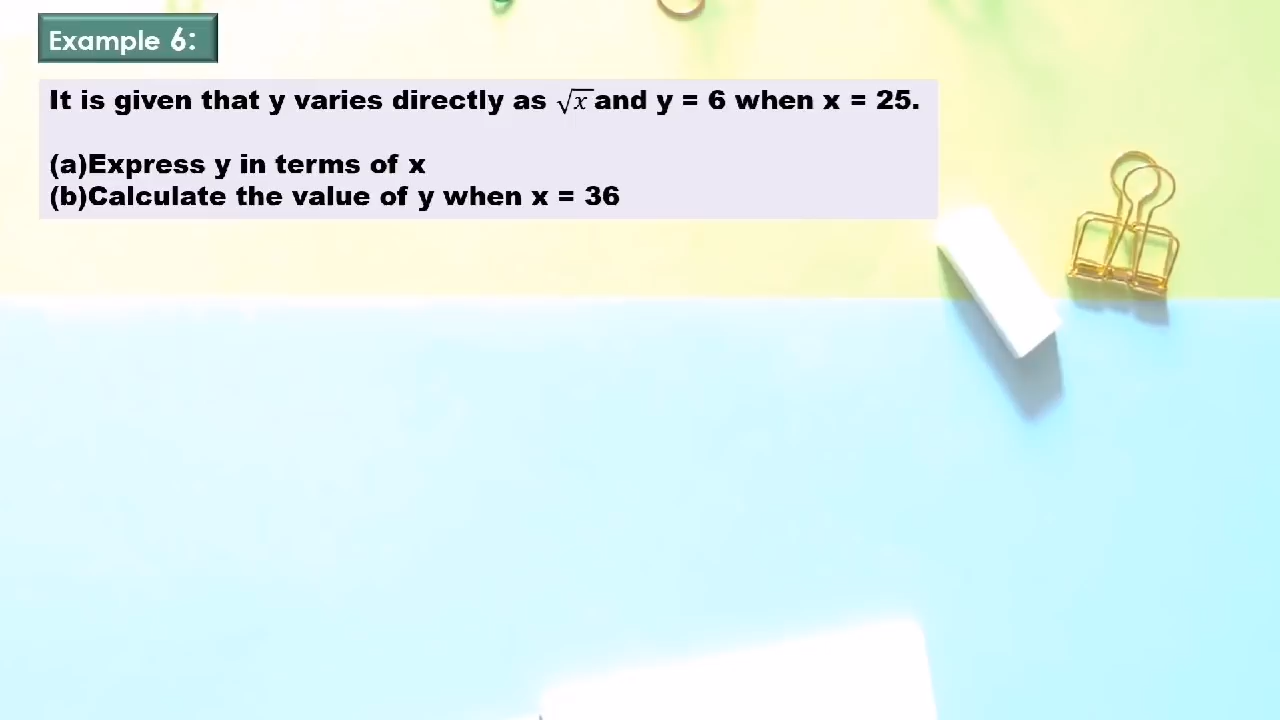 Example 6:
It is given that y varies directly as √x and y = 6 when x = 25.
(a)Express y in terms of x
(b)Calculate the value of y when x = 36